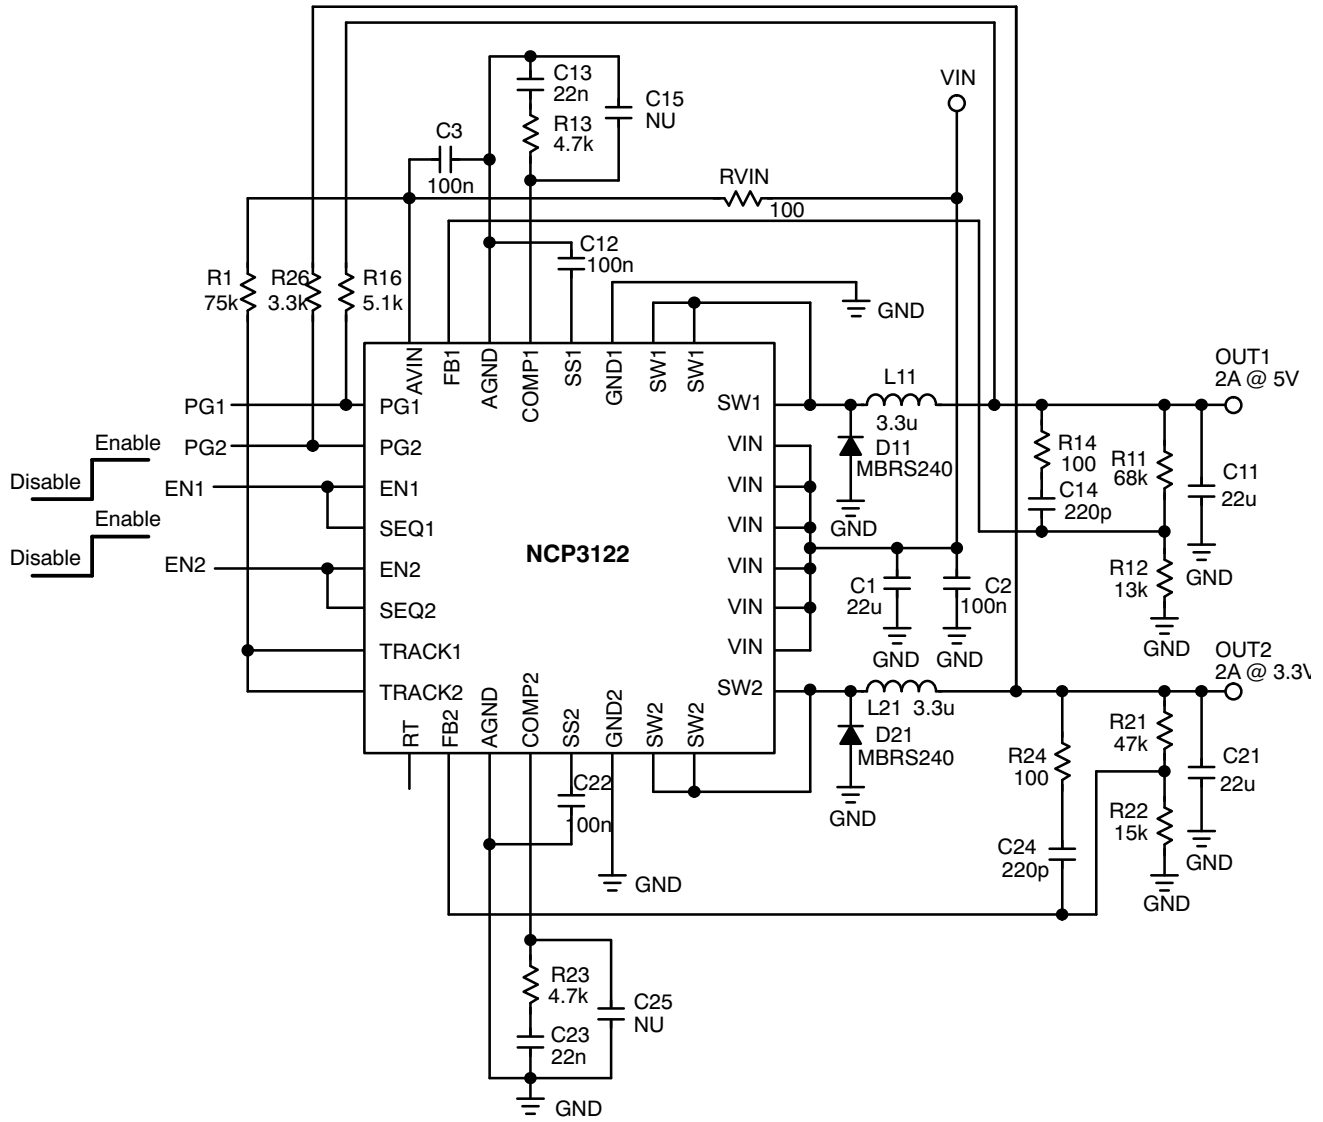 C13
22n
C15
NU
VIN
R13
4.7k
C3
100n
RVIN
100
C12
100n
R1
75k
R26
3.3k
R16
5.1k
GND
AVIN
FB1
AGND
COMP1
SS1
GND1
SW1
SW1
OUT1
2A @ 5V
L11
3.3u
PG1
PG1
SW1
PG2
PG2
VIN
D11
MBRS240
R14
100
R11
68k
Enable
Disable
EN1
EN1
VIN
C14
220p
C11
22u
GND
SEQ1
VIN
Enable
Disable
NCP3122
EN2
EN2
VIN
C1
22u
C2
100n
R12
13k
GND
SEQ2
VIN
GND
GND
GND
TRACK1
VIN
OUT2
2A @ 3.3V
TRACK2
SW2
L21 3.3u
RT
FB2
AGND
COMP2
SS2
GND2
SW2
SW2
D21
MBRS240
R21
47k
R24
100
C21
22u
C22
100n
GND
R22
15k
C24
220p
GND
GND
GND
R23
4.7k
C25
NU
C23
22n
GND